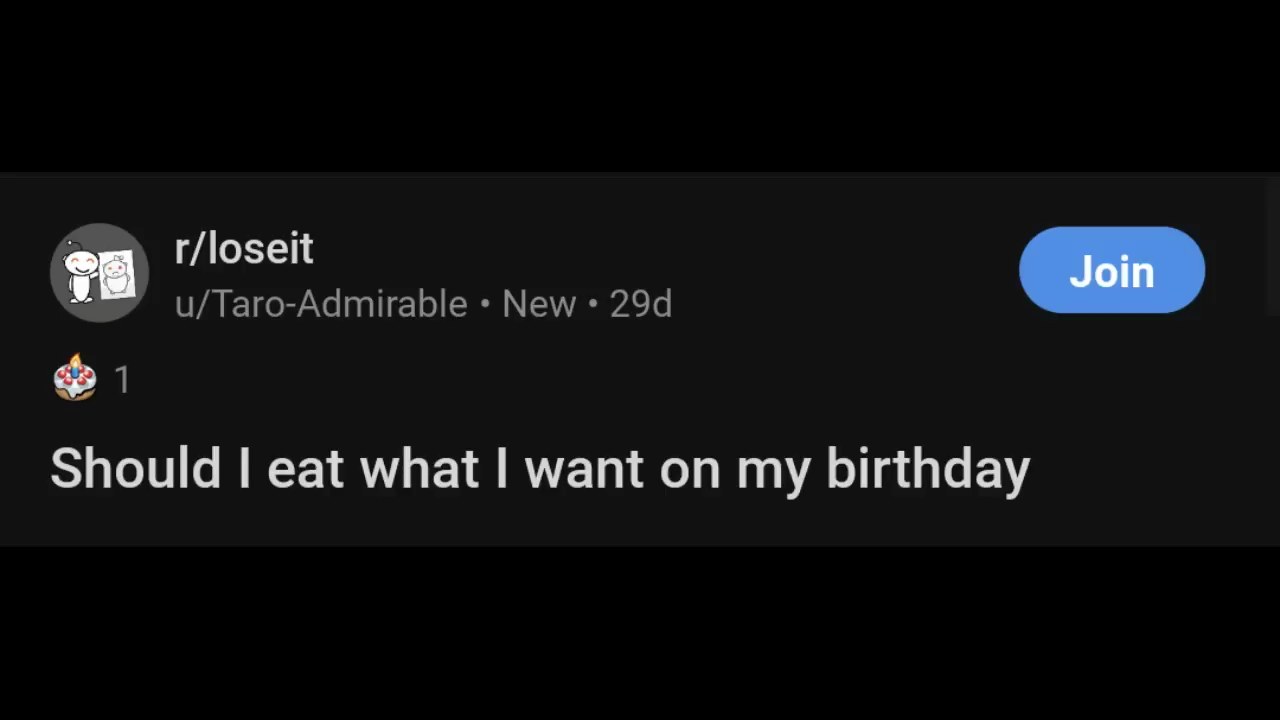 r/loseit
Join
u/Taro-Admirable • New • 29d
1
Should I eat what I want on my birthday